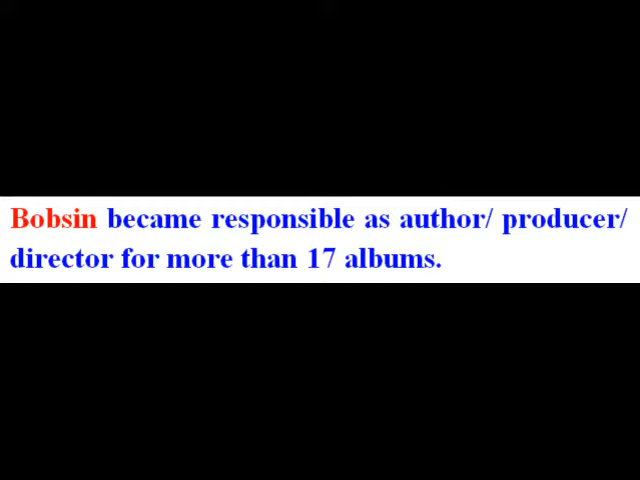 Bobsin became responsible as author/ producer/
director for more than 17 albums.